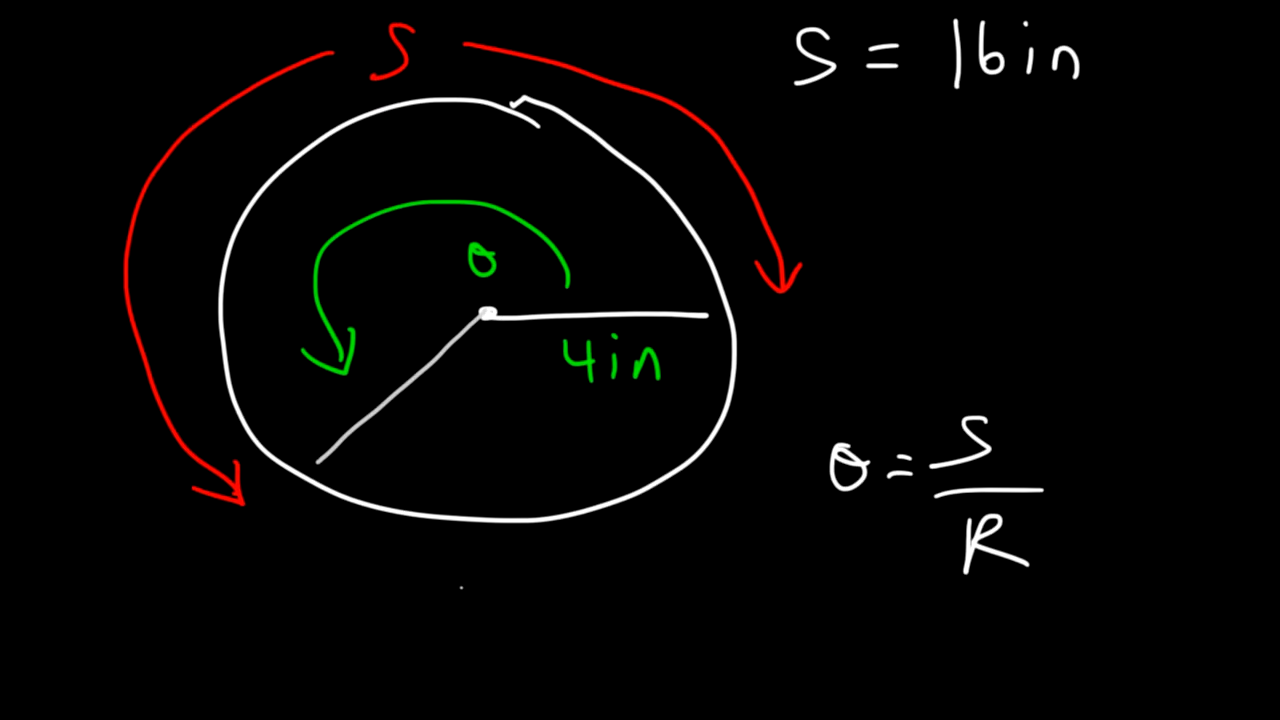 S
S = 16in
θ
4in
θ = S
R